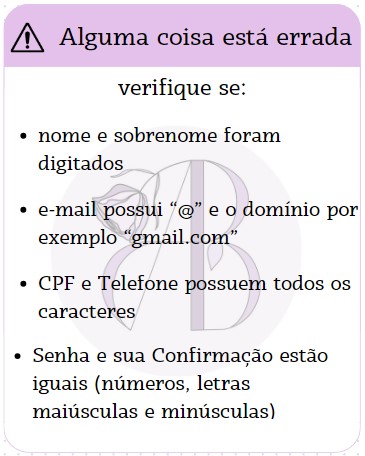 Alguma coisa está errada
verifique se:
• nome e sobrenome foram
digitados
• e-mail possui “@” e o domínio por
exemplo “gmail.com”
• CPF e Telefone possuem todos os
caracteres
• Senha e sua Confirmação estão
iguais (números, letras
maiúsculas e minúsculas)